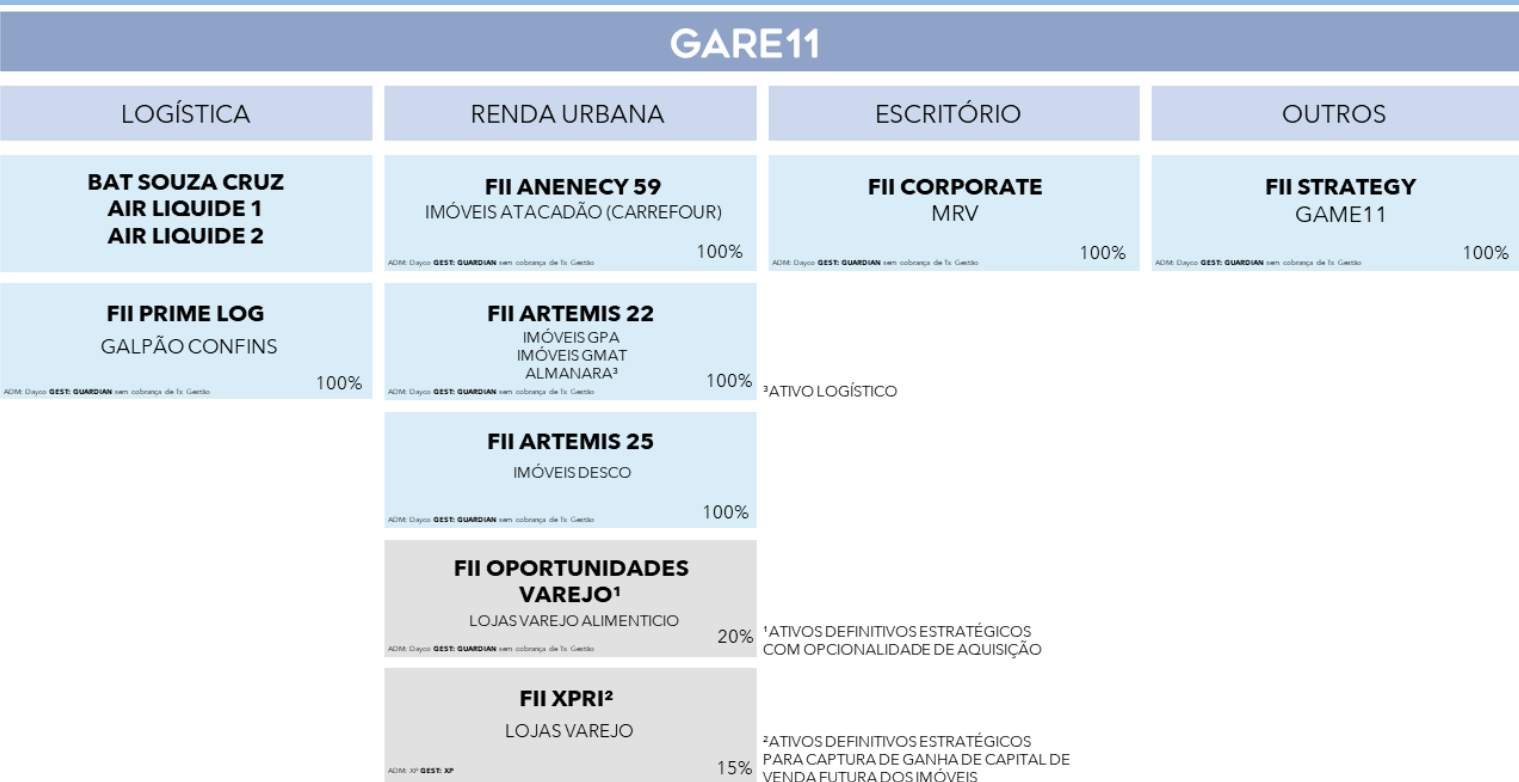 GARE11
LOGÍSTICA
BAT SOUZA CRUZ
AIR LIQUIDE 1
AIR LIQUIDE 2
FII PRIME LOG
GALPÃO CONFINS
100%
ADM: Dayco GEST: GUARDIAN sem cobrança de Tx Gestão
RENDA URBANA
FII ANENECY 59
IMÓVEIS ATACADÃO (CARREFOUR)
100%
ADM: Dayco GEST: GUARDIAN sem cobrança de Tx Gestão
FII ARTEMIS 22
IMÓVEIS GPA
IMÓVEIS GMAT
ALMANARA³
100%
ADM: Dayco GEST: GUARDIAN sem cobrança de Tx Gestão
³ATIVO LOGÍSTICO
FII ARTEMIS 25
IMÓVEIS DESCO
100%
ADM: Dayco GEST: GUARDIAN sem cobrança de Tx Gestão
FII OPORTUNIDADES
VAREJO¹
LOJAS VAREJO ALIMENTICIO
20%
ADM: Dayco GEST: GUARDIAN sem cobrança de Tx Gestão
¹ATIVOS DEFINITIVOS ESTRATÉGICOS
COM OPCIONALIDADE DE AQUISIÇÃO
FII XPRI²
LOJAS VAREJO
15%
ADM: XP GEST: XP
²ATIVOS DEFINITIVOS ESTRATÉGICOS
PARA CAPTURA DE GANHA DE CAPITAL DE
VENDA FUTURA DOS IMÓVEIS
ESCRITÓRIO
FII CORPORATE
MRV
100%
ADM: Dayco GEST: GUARDIAN sem cobrança de Tx Gestão
OUTROS
FII STRATEGY
GAME11
100%
ADM: Dayco GEST: GUARDIAN sem cobrança de Tx Gestão